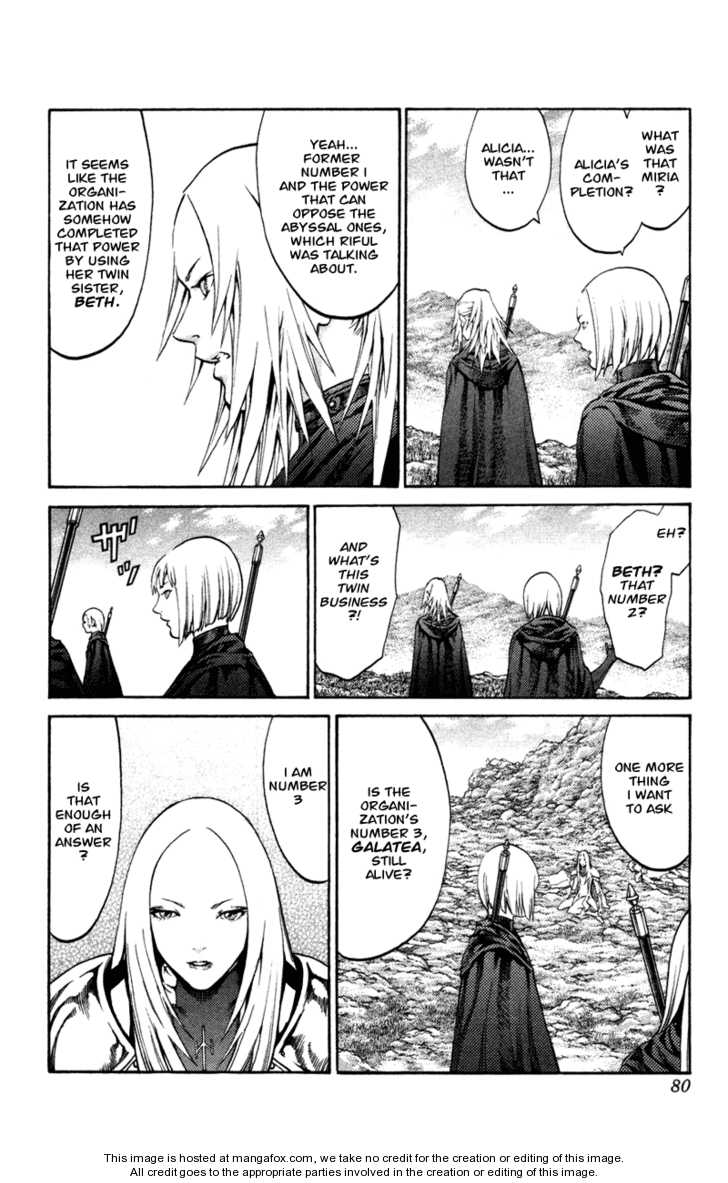 WHAT
WAS
THAT
MIRIA
?
ALICIA'S
COM-
PLETION?
ALICIA...
WASN'T
THAT
...
YEAH...
FORMER
NUMBER 1
AND THE POWER
THAT CAN
OPPOSE THE
ABYSSAL ONES,
WHICH RIFUL
WAS TALKING
ABOUT.
IT SEEMS
LIKE THE
ORGANI-
ZATION HAS
SOMEHOW
COMPLETED
THAT POWER
BY USING
HER TWIN
SISTER,
BETH.
EH?
BETH?
THAT
NUMBER
2?
AND
WHAT'S
THIS
TWIN
BUSINESS
?!
ザッ
ONE MORE
THING
I WANT
TO ASK
IS THE
ORGANI-
ZATION'S
NUMBER 3,
GALATEA,
STILL
ALIVE?
I AM
NUMBER
3
IS
THAT
ENOUGH
OF AN
ANSWER
?
80
This image is hosted at mangafox.com, we take no credit for the creation or editing of this image.
All credit goes to the appropriate parties involved in the creation or editing of this image.